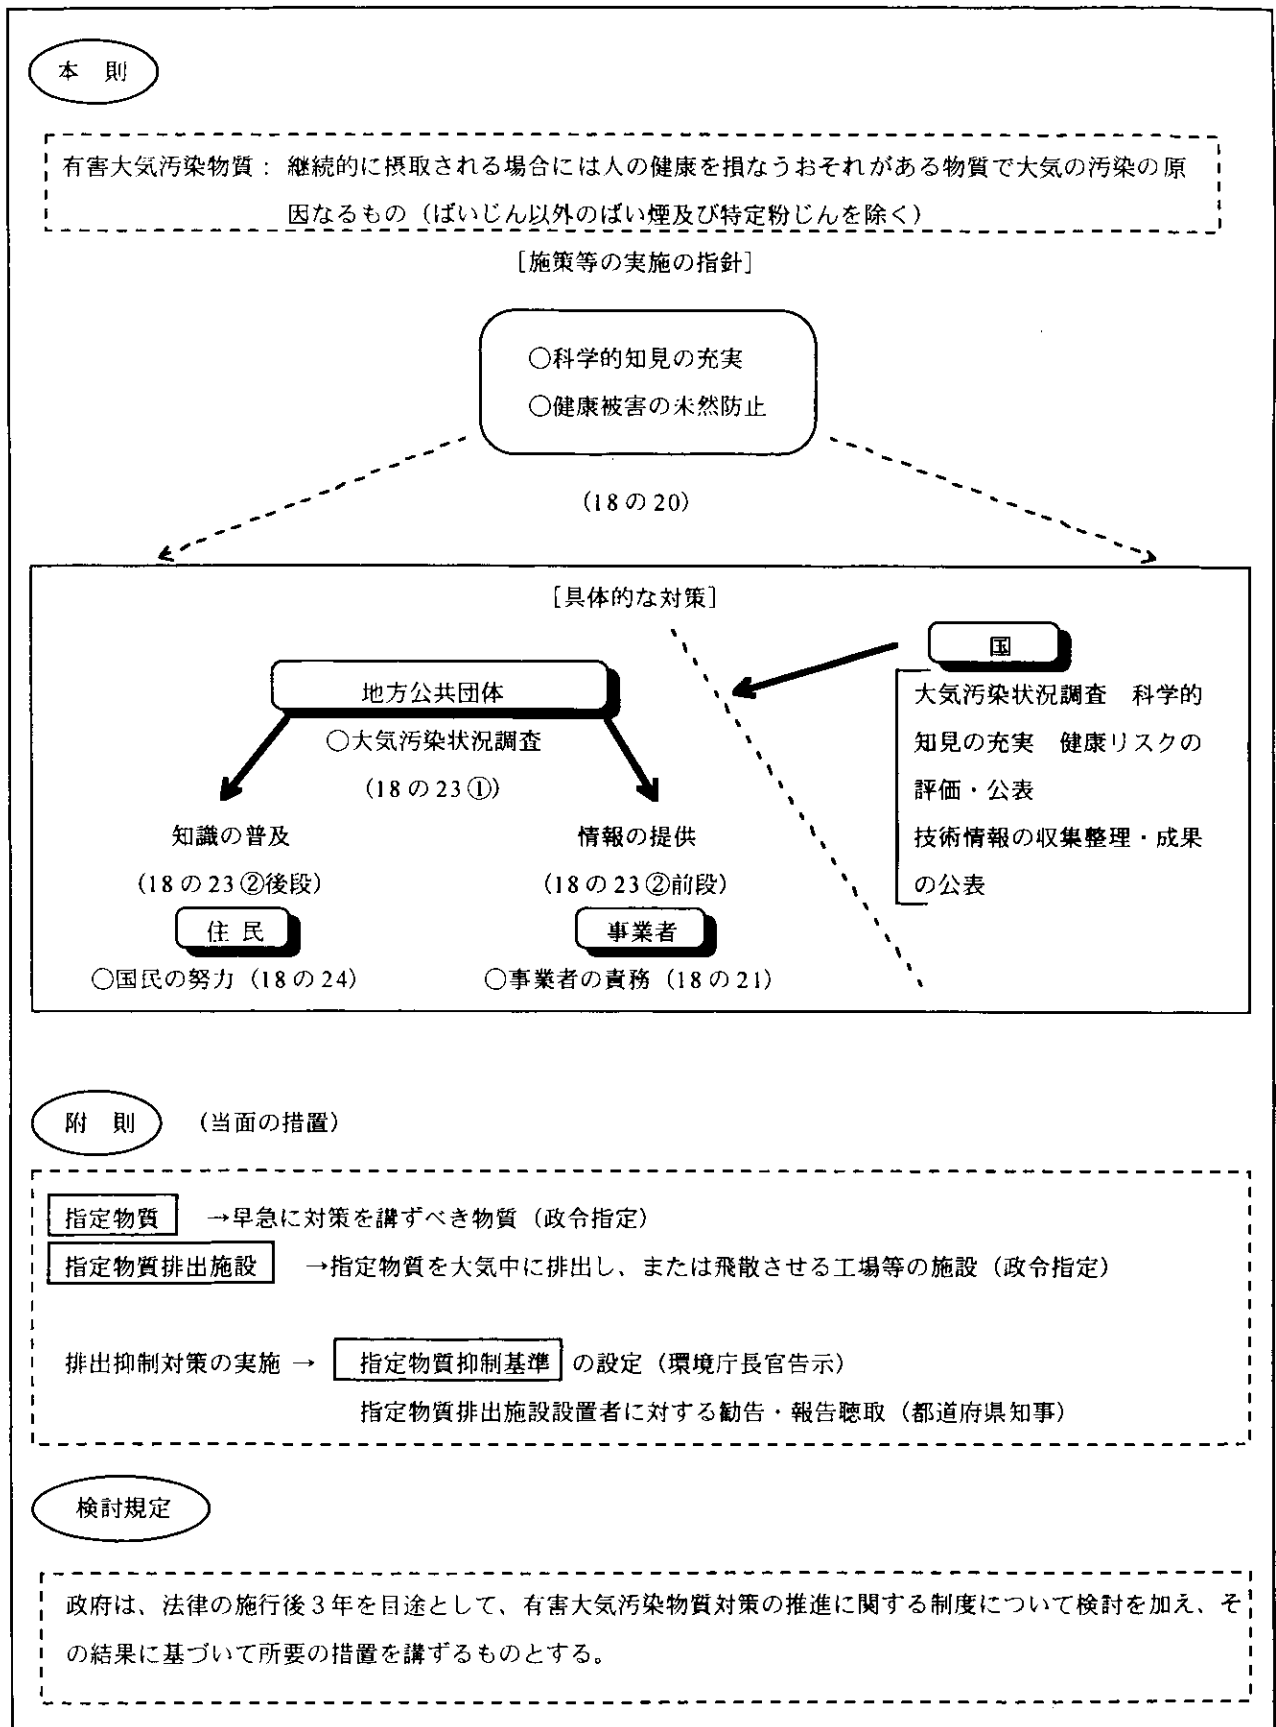 本 則
有害大気汚染物質： 継続的に摂取される場合には人の健康を損なうおそれがある物質で大気の汚染の原
因なるもの（ばいじん以外のばい煙及び特定粉じんを除く）
［施策等の実施の指針］
○科学的知見の充実
○健康被害の未然防止
（18の20）
［具体的な対策］
国
地方公共団体
大気汚染状況調査 科学的
知見の充実 健康リスクの
評価・公表
技術情報の収集整理・成果
の公表
○大気汚染状況調査
（18の23①）
知識の普及
（18の23②後段）
住 民
○国民の努力（18の24）
情報の提供
（18の23②前段）
事業者
○事業者の責務（18の21）
附 則 （当面の措置）
指定物質 →早急に対策を講ずべき物質（政令指定）
指定物質排出施設 →指定物質を大気中に排出し、または飛散させる工場等の施設（政令指定）
排出抑制対策の実施 → 指定物質抑制基準 の設定（環境庁長官告示）
指定物質排出施設設置者に対する勧告・報告聴取（都道府県知事）
検討規定
政府は、法律の施行後３年を目途として、有害大気汚染物質対策の推進に関する制度について検討を加え、そ
の結果に基づいて所要の措置を講ずるものとする。